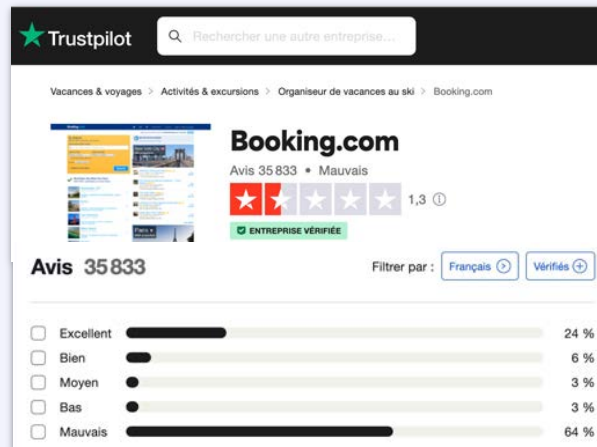 Trustpilot
Rechercher une autre entreprise...
Vacances & voyages > Activités & excursions > Organiseur de vacances au ski > Booking.com
Booking.com
Avis 35 833 • Mauvais
1,3
ENTREPRISE VÉRIFIÉE
Avis 35 833
Filtrer par : Français Vérifiés
Excellent 24 %
Bien 6 %
Moyen 3 %
Bas 3 %
Mauvais 64 %